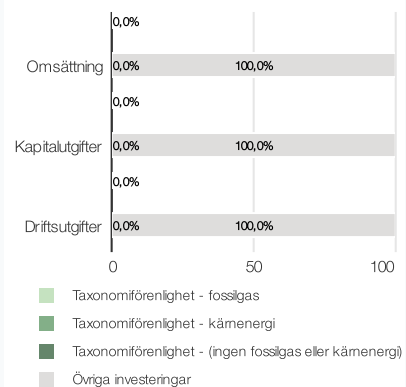 0,0%
Omsättning 0,0% 100,0%
0,0%
Kapitalutgifter 0,0% 100,0%
0,0%
Driftsutgifter 0,0% 100,0%
0 50 100
Taxonomiförenlighet - fossilgas
Taxonomiförenlighet - kärnenergi
Taxonomiförenlighet - (ingen fossilgas eller kärnenergi)
Övriga investeringar